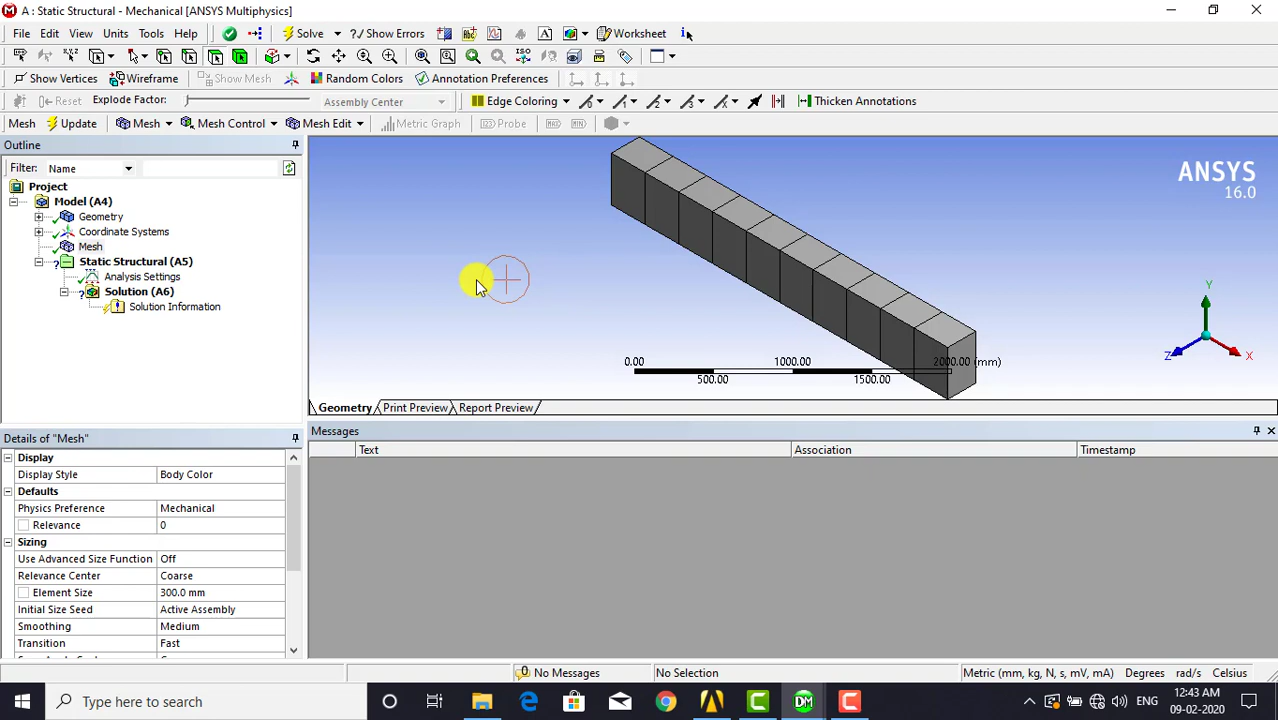 A : Static Structural - Mechanical [ANSYS Multiphysics]
File Edit View Units Tools Help Solve Show Errors A Worksheet i
Show Vertices Wireframe Show Mesh Random Colors Annotation Preferences
Reset Explode Factor: Assembly Center Edge Coloring Thicken Annotations
Mesh Update Mesh Mesh Control Mesh Edit Metric Graph Probe MAX MIN
Outline
Filter: Name
Project
Model (A4)
Geometry
Coordinate Systems
Mesh
Static Structural (A5)
Analysis Settings
Solution (A6)
Solution Information
ANSYS
16.0
Y
Z
X
0.00 1000.00 2000.00 (mm)
500.00 1500.00
Geometry Print Preview Report Preview
Details of "Mesh"
Display
Display Style Body Color
Defaults
Physics Preference Mechanical
Relevance 0
Sizing
Use Advanced Size Function Off
Relevance Center Coarse
Element Size 300.0 mm
Initial Size Seed Active Assembly
Smoothing Medium
Transition Fast
Messages
Text Association Timestamp
0 No Messages No Selection Metric (mm, kg, N, s, mV, mA) Degrees rad/s Celsius
Type here to search
DM
ENG
12:43 AM
09-02-2020